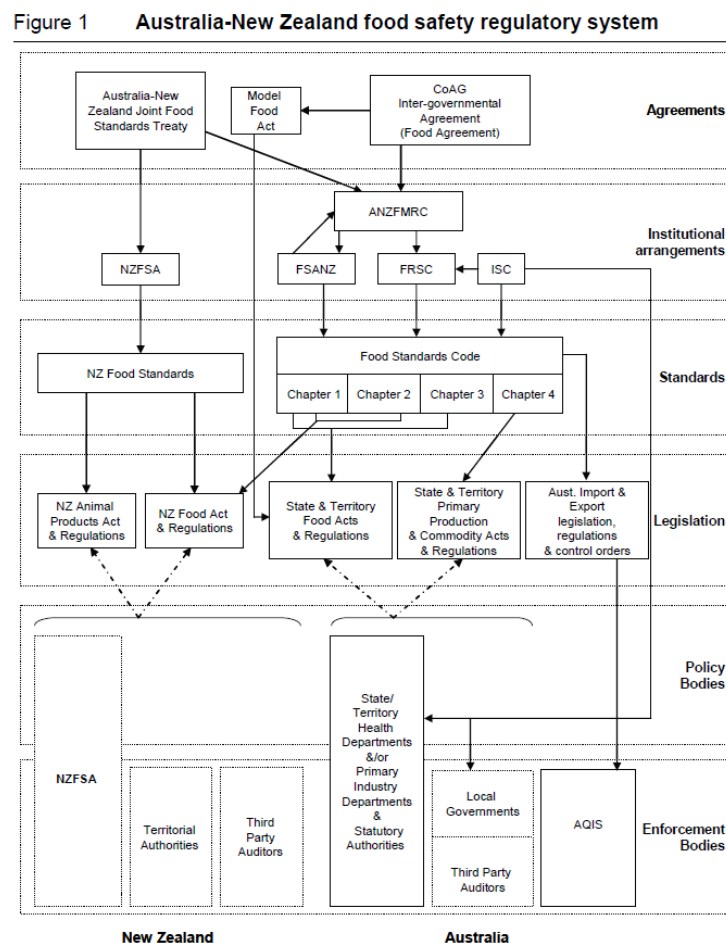 Figure 1 Australia-New Zealand food safety regulatory system
Australia-New
Zealand Joint Food
Standards Treaty
Model
Food
Act
CoAG
Inter-governmental
Agreement
(Food Agreement)
Agreements
ANZFMRC
Institutional
arrangements
NZFSA
FSANZ
FRSC
ISC
NZ Food Standards
Food Standards Code
Chapter 1
Chapter 2
Chapter 3
Chapter 4
Standards
NZ Animal
Products Act
& Regulations
NZ Food Act
& Regulations
State & Territory
Food Acts
& Regulations
State & Territory
Primary
Production
& Commodity Acts
& Regulations
Aust. Import &
Export
legislation,
regulations
& control orders
Legislation
Policy
Bodies
NZFSA
Territorial
Authorities
Third
Party
Auditors
State/
Territory
Health
Departments
&/or
Primary
Industry
Departments
&
Statutory
Authorities
Local
Governments
Third Party
Auditors
AQIS
Enforcement
Bodies
New Zealand
Australia